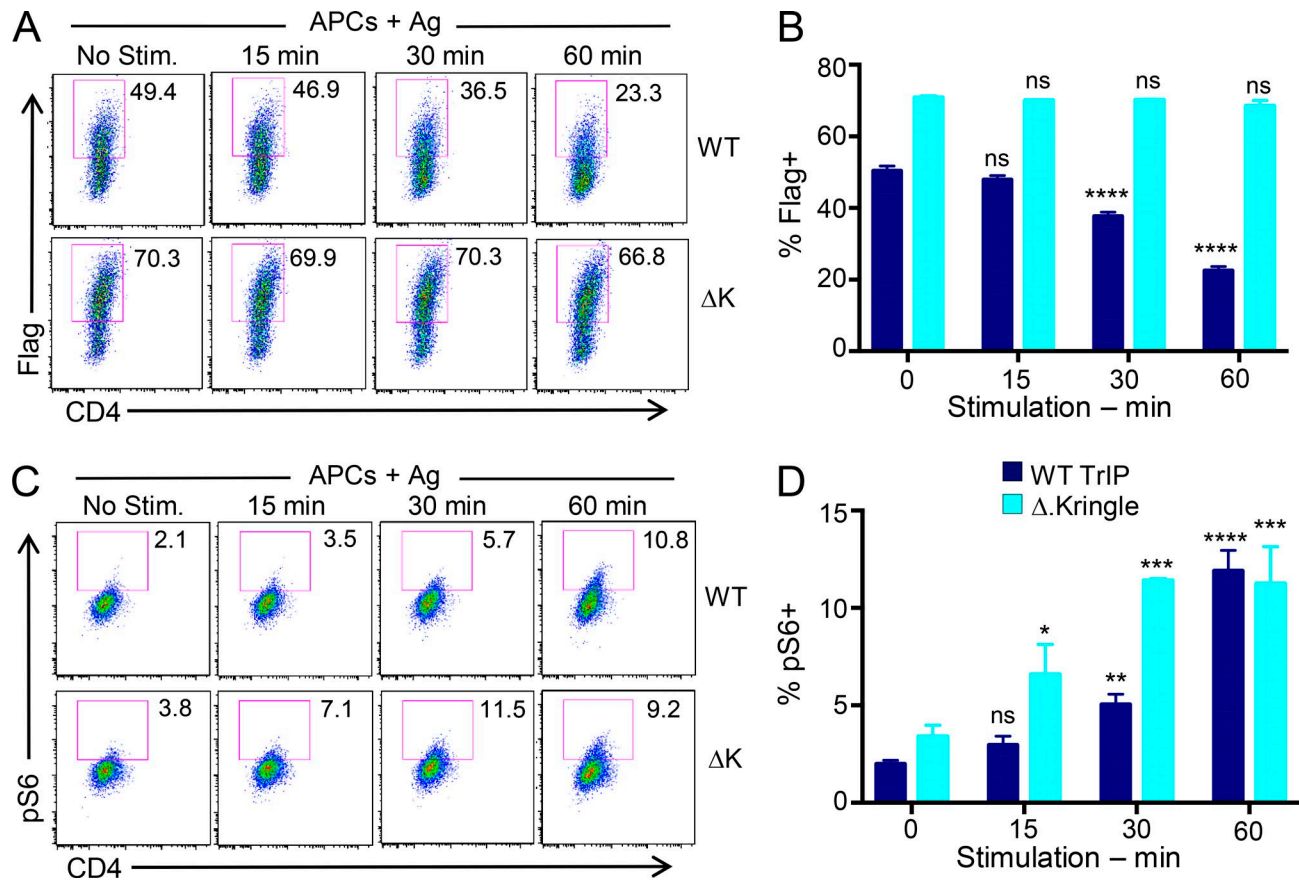 A
APCs + Ag
No Stim.
15 min
30 min
60 min
49.4
46.9
36.5
23.3
WT
70.3
69.9
70.3
66.8
ΔK
Flag
CD4
B
80
60
40
20
0
% Flag+
ns
ns
ns
****
ns
****
0
15
30
60
Stimulation – min
C
APCs + Ag
No Stim.
15 min
30 min
60 min
2.1
3.5
5.7
10.8
WT
3.8
7.1
11.5
9.2
ΔK
pS6
CD4
D
WT TrIP
Δ.Kringle
15
10
5
0
% pS6+
ns
*
**
***
****
***
0
15
30
60
Stimulation – min